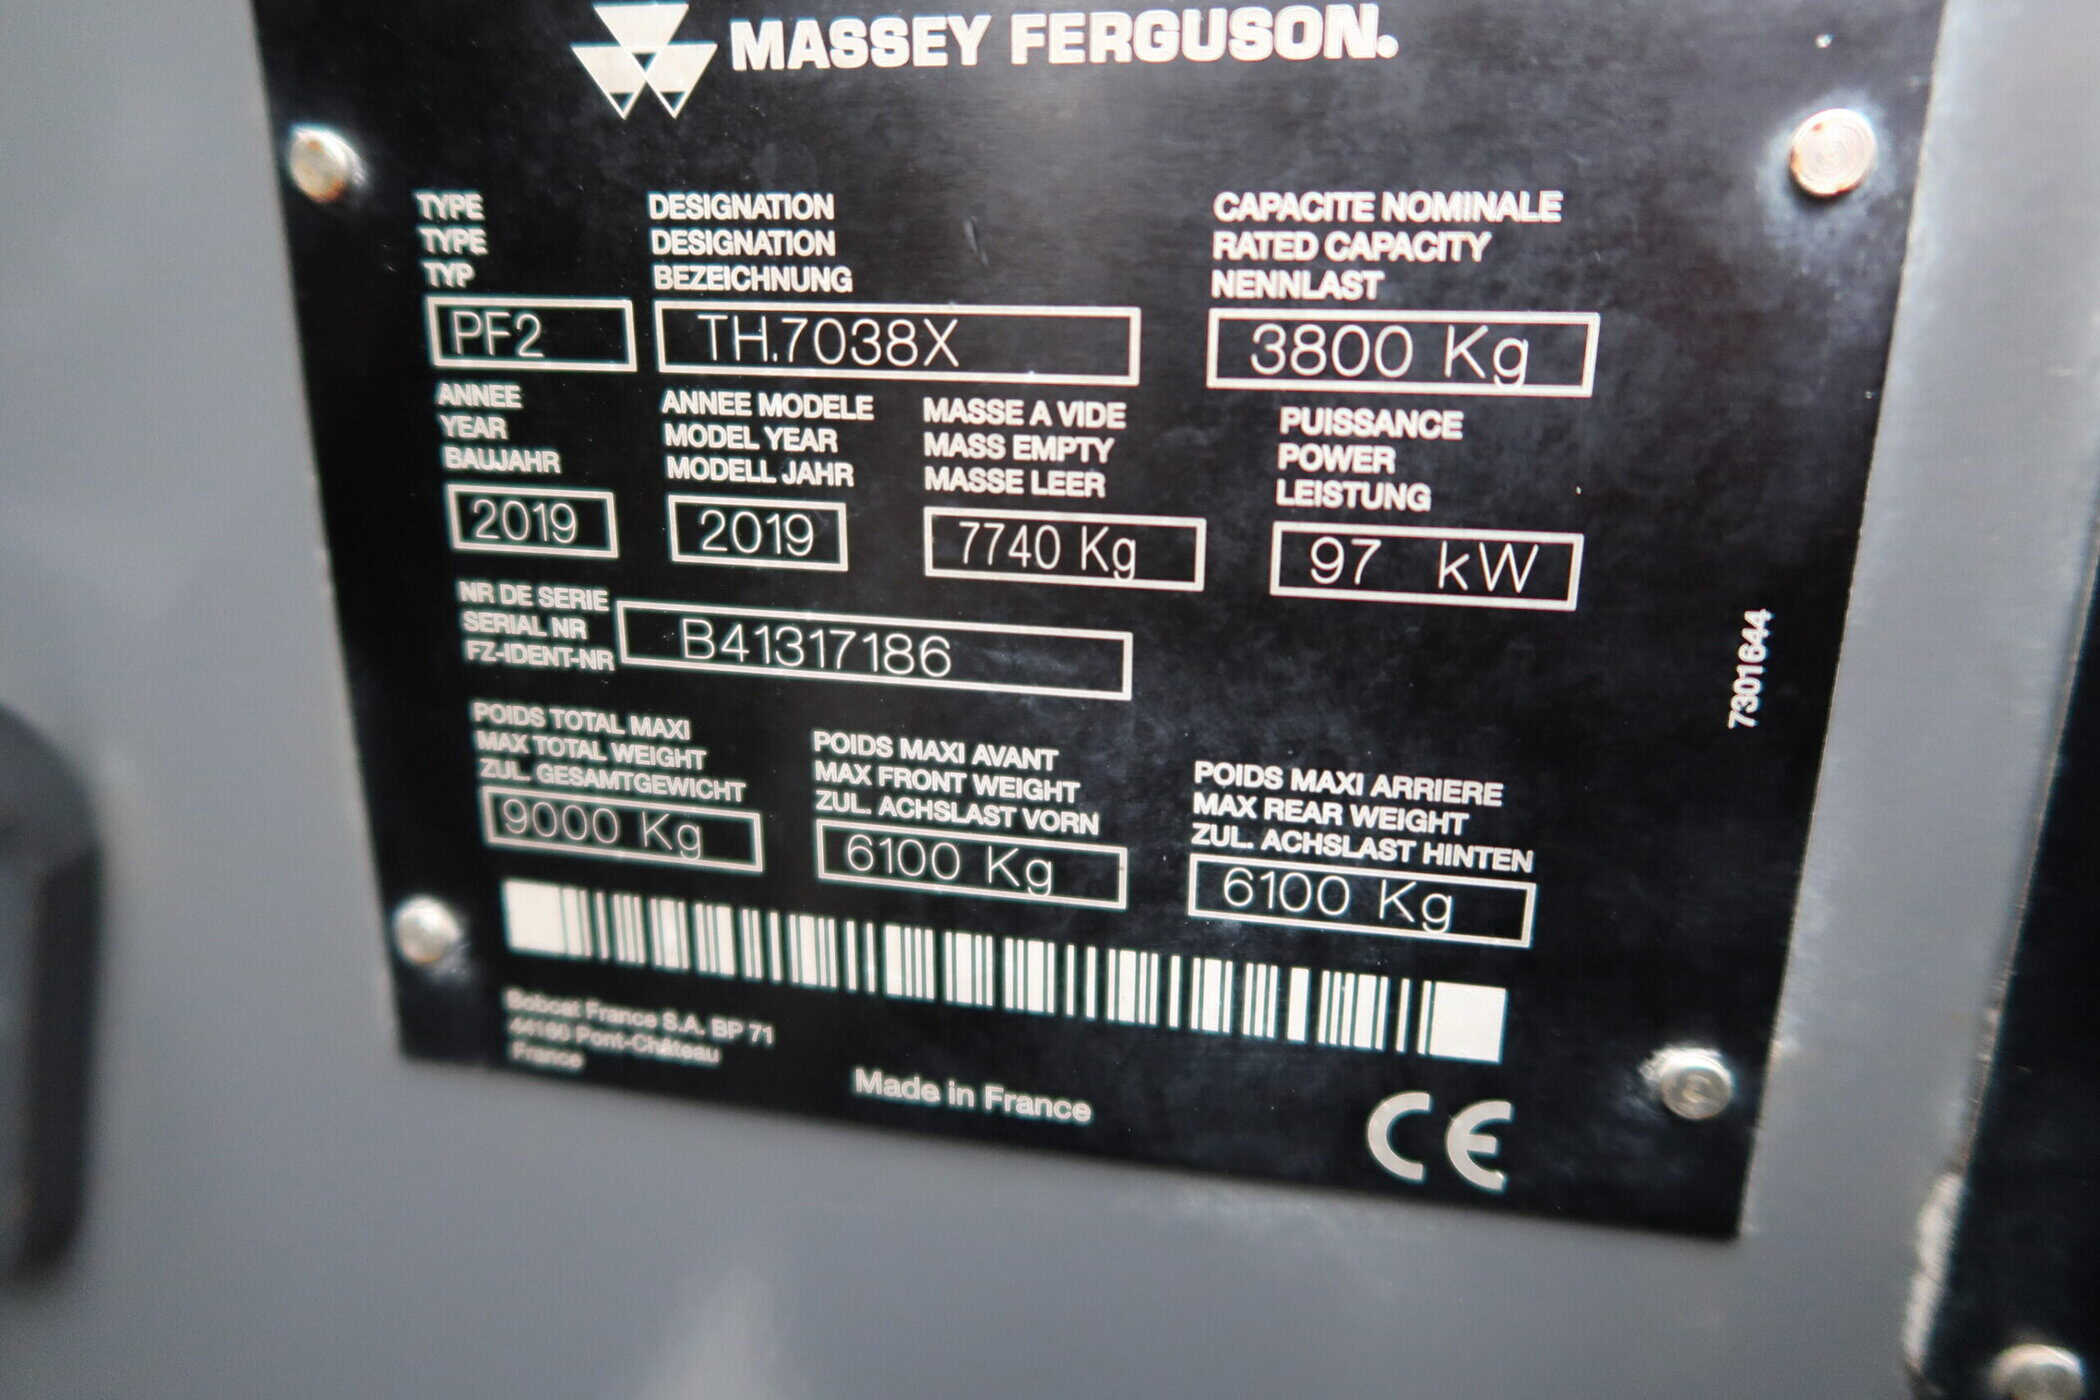 MASSEY FERGUSON.
TYPE
TYPE
TYP
PF2
DESIGNATION
DESIGNATION
BEZEICHNUNG
TH.7038X
CAPACITE NOMINALE
RATED CAPACITY
NENNLAST
3800 Kg
ANNEE
YEAR
BAUJAHR
2019
ANNEE MODELE
MODEL YEAR
MODELL JAHR
2019
MASSE A VIDE
MASS EMPTY
MASSE LEER
7740 Kg
PUISSANCE
POWER
LEISTUNG
97 kW
NR DE SERIE
SERIAL NR
FZ-IDENT-NR
B41317186
7301644
POIDS TOTAL MAXI
MAX TOTAL WEIGHT
ZUL. GESAMTGEWICHT
9000 Kg
POIDS MAXI AVANT
MAX FRONT WEIGHT
ZUL. ACHSLAST VORN
6100 Kg
POIDS MAXI ARRIERE
MAX REAR WEIGHT
ZUL. ACHSLAST HINTEN
6100 Kg
Bobcat France S.A. BP 71
44160 Pont-Château
France
Made in France
CE